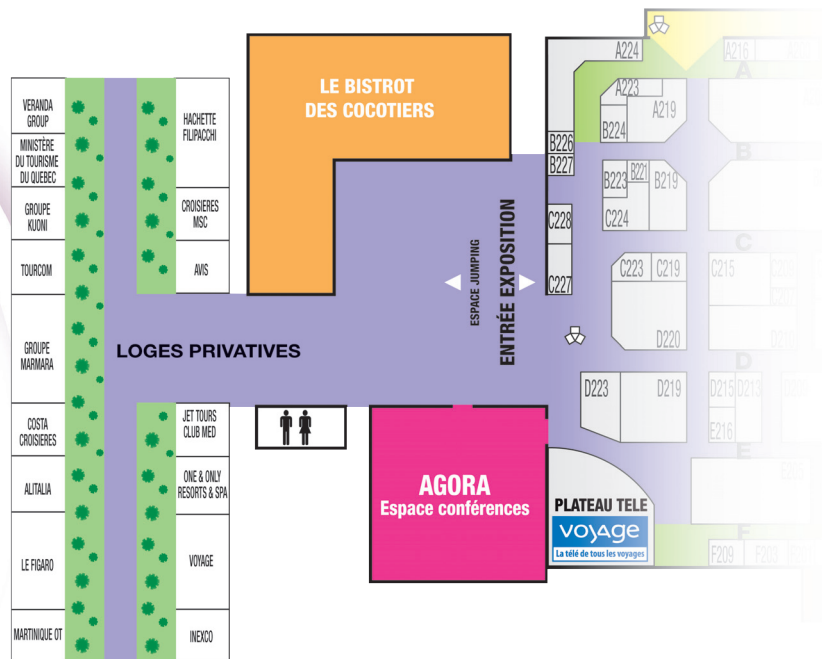 VERANDA
GROUP
MINISTÈRE
DU TOURISME
DU QUEBEC
GROUPE
KUONI
TOURCOM
GROUPE
MARMARA
COSTA
CROISIERES
ALITALIA
LE FIGARO
MARTINIQUE OT
HACHETTE
FILIPACCHI
CROISIERES
MSC
AVIS
JET TOURS
CLUB MED
ONE & ONLY
RESORTS & SPA
VOYAGE
INEXCO
LOGES PRIVATIVES
LE BISTROT
DES COCOTIERS
ESPACE JUMPING
ENTRÉE EXPOSITION
AGORA
Espace conférences
PLATEAU TELE
VOYAGE
La télé de tous les voyages
A224
A216
A
A223
A219
B224
B226
B227
B
B223
B221
B219
C224
C228
C227
C
C223
C219
C215
D220
D
D223
D219
D215
D213
E216
E
F
F209
F203